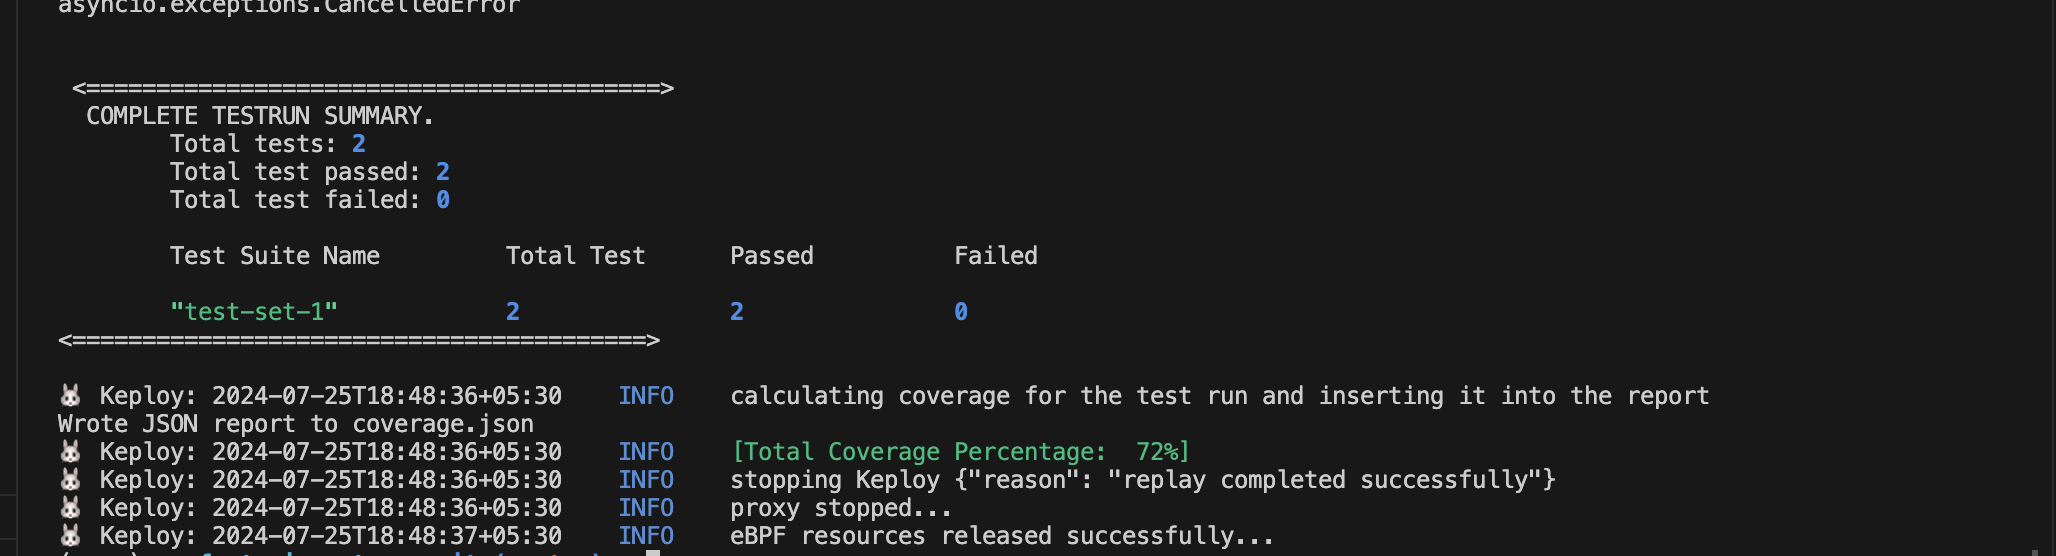 asyncio.exceptions.CancelledError
<=========================================>
COMPLETE TESTRUN SUMMARY.
Total tests: 2
Total test passed: 2
Total test failed: 0
Test Suite Name Total Test Passed Failed
"test-set-1" 2 2 0
<=========================================>
🐰 Keploy: 2024-07-25T18:48:36+05:30 INFO calculating coverage for the test run and inserting it into the report
Wrote JSON report to coverage.json
🐰 Keploy: 2024-07-25T18:48:36+05:30 INFO [Total Coverage Percentage:  72%]
🐰 Keploy: 2024-07-25T18:48:36+05:30 INFO stopping Keploy {"reason": "replay completed successfully"}
🐰 Keploy: 2024-07-25T18:48:36+05:30 INFO proxy stopped...
🐰 Keploy: 2024-07-25T18:48:37+05:30 INFO eBPF resources released successfully...